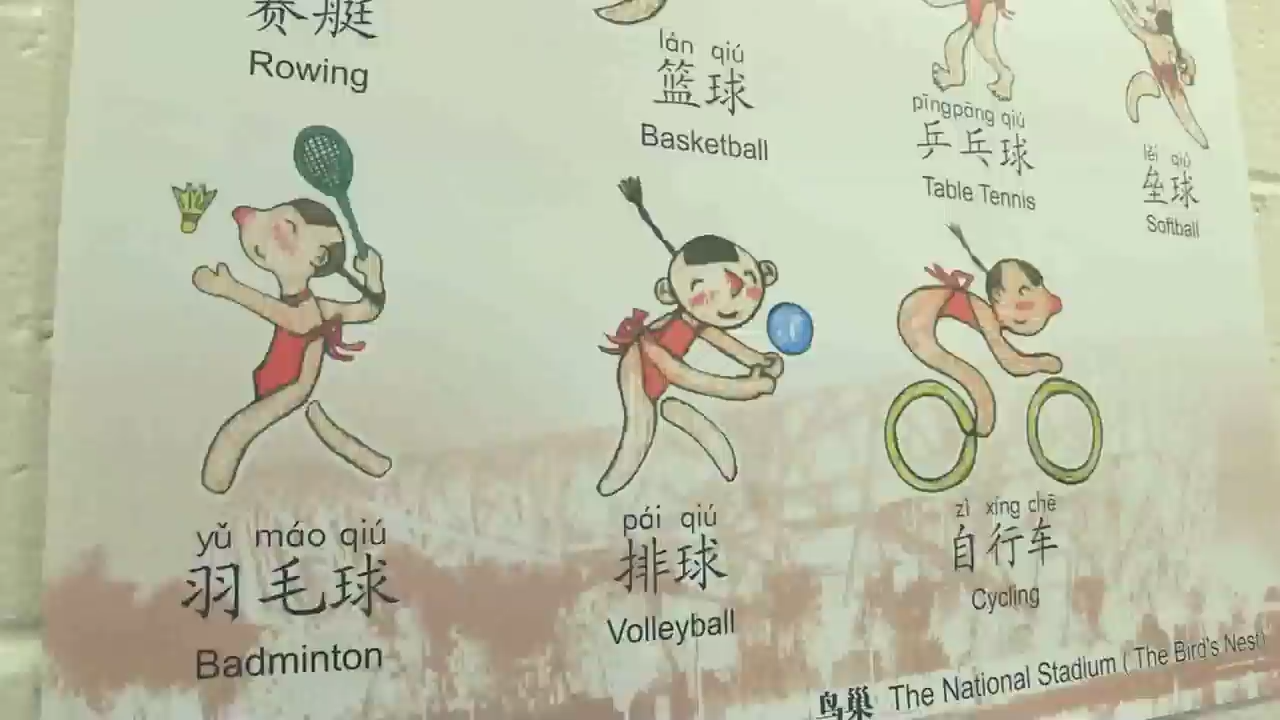 赛艇
Rowing
lán qiú
篮球
Basketball
pīngpāng qiú
乒乓球
Table Tennis
lěi qiú
垒球
Softball
yǔ máo qiú
羽毛球
Badminton
pái qiú
排球
Volleyball
zì xíng chē
自行车
Cycling
鸟巢 The National Stadium ( The Bird's Nest )